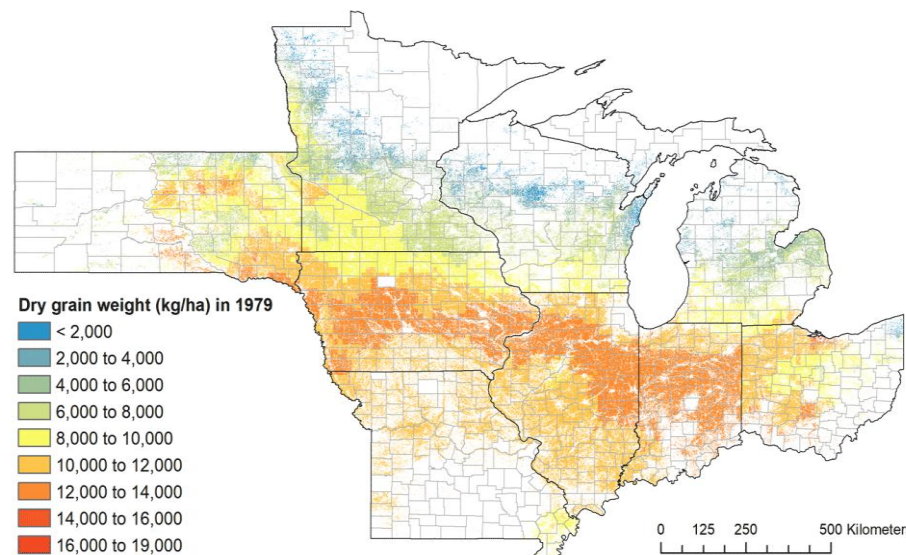 Dry grain weight (kg/ha) in 1979
< 2,000
2,000 to 4,000
4,000 to 6,000
6,000 to 8,000
8,000 to 10,000
10,000 to 12,000
12,000 to 14,000
14,000 to 16,000
16,000 to 19,000
0 125 250 500 Kilometer